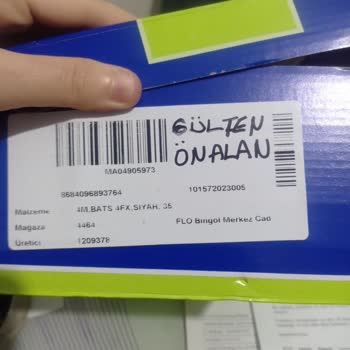 GÜLTEN
ÖNALAN
MA04905973
8684096893764 101572023005
Malzeme 4M.BATS 4FX.SIYAH. 35
Mağaza 4464 FLO Bingöl Merkez Cad
Üretici 1209378